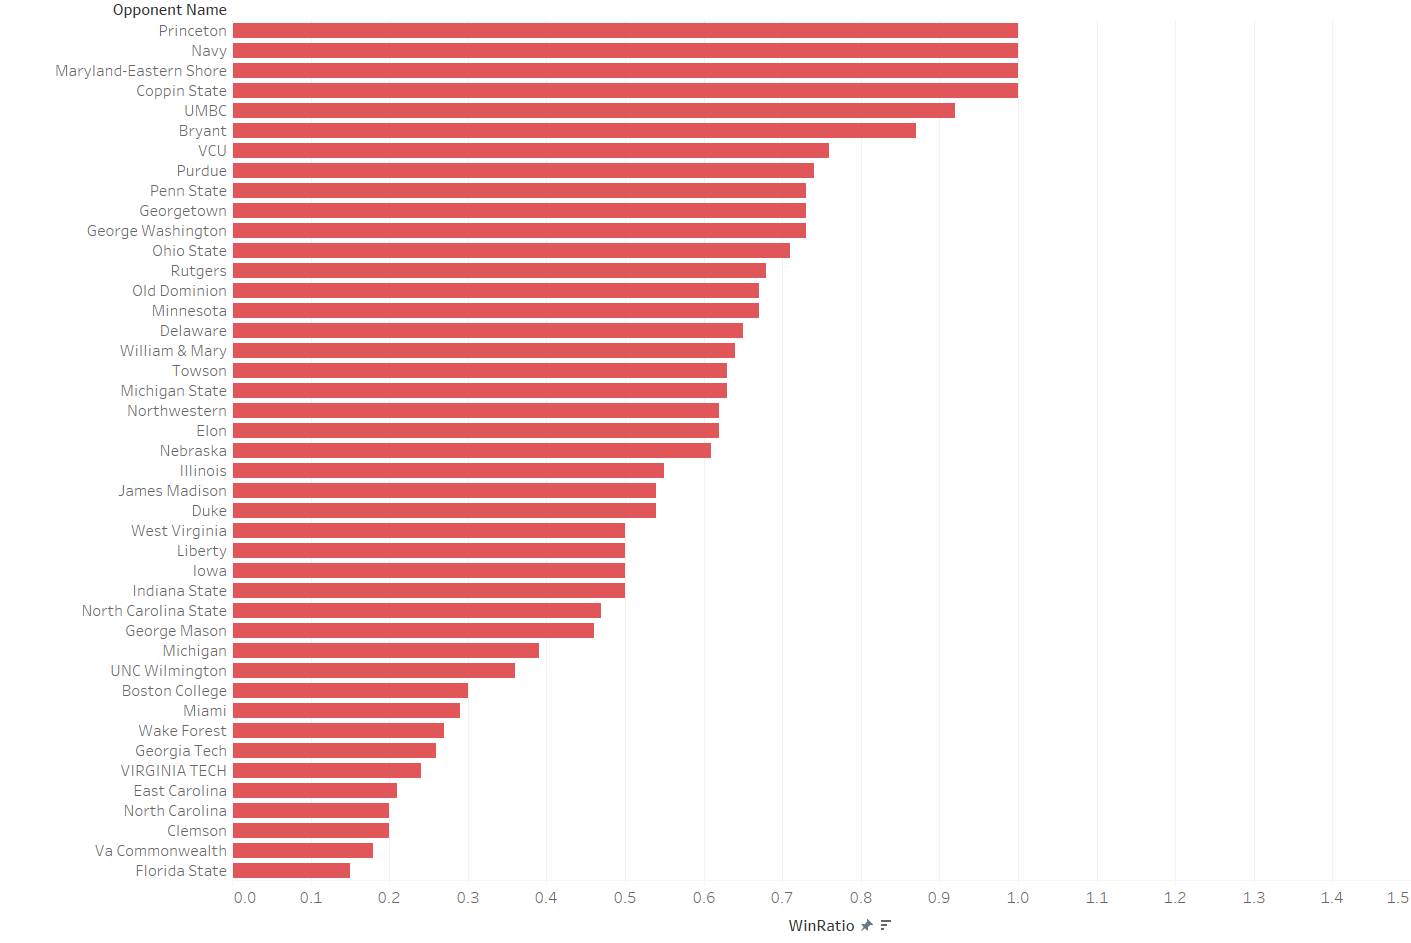 Opponent Name
Princeton
Navy
Maryland-Eastern Shore
Coppin State
UMBC
Bryant
VCU
Purdue
Penn State
Georgetown
George Washington
Ohio State
Rutgers
Old Dominion
Minnesota
Delaware
William & Mary
Towson
Michigan State
Northwestern
Elon
Nebraska
Illinois
James Madison
Duke
West Virginia
Liberty
Iowa
Indiana State
North Carolina State
George Mason
Michigan
UNC Wilmington
Boston College
Miami
Wake Forest
Georgia Tech
VIRGINIA TECH
East Carolina
North Carolina
Clemson
Va Commonwealth
Florida State
0.0 0.1 0.2 0.3 0.4 0.5 0.6 0.7 0.8 0.9 1.0 1.1 1.2 1.3 1.4 1.5
WinRatio